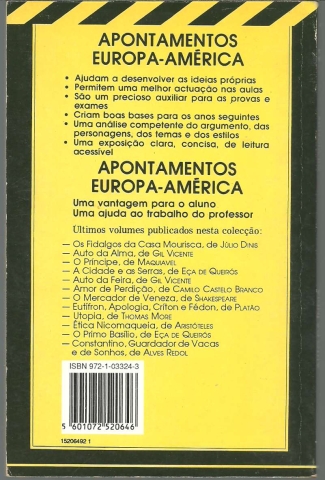 APONTAMENTOS
EUROPA-AMÉRICA
• Ajudam a desenvolver as ideias próprias
• Permitem uma melhor actuação nas aulas
• São um precioso auxiliar para as provas e
exames
• Criam boas bases para os anos seguintes
• Uma análise competente do argumento, das
personagens, dos temas e dos estilos
• Uma exposição clara, concisa, de leitura
acessível
APONTAMENTOS
EUROPA-AMÉRICA
Uma vantagem para o aluno
Uma ajuda ao trabalho do professor
Ultimos volumes publicados nesta colecção:
— Os Fidalgos da Casa Mourisca, de JÚLIO DINIS
— Auto da Alma, de GIL VICENTE
— O Príncipe, de MAQUIAVEL
— A Cidade e as Serras, de EÇA DE QUEIRÓS
— Auto da Feira, de GIL VICENTE
— Amor de Perdição, de CAMILO CASTELO BRANCO
— O Mercador de Veneza, de SHAKESPEARE
— Eutífron, Apologia, Críton e Fédon, de PLATÃO
— Utopia, de THOMAS MORE
— Ética Nicomaqueia, de ARISTÓTELES
— O Primo Basílio, de EÇA DE QUEIRÓS
— Constantino, Guardador de Vacas
e de Sonhos, de ALVES REDOL
ISBN 972-1-03324-3
5 601072 520646
15206492 1